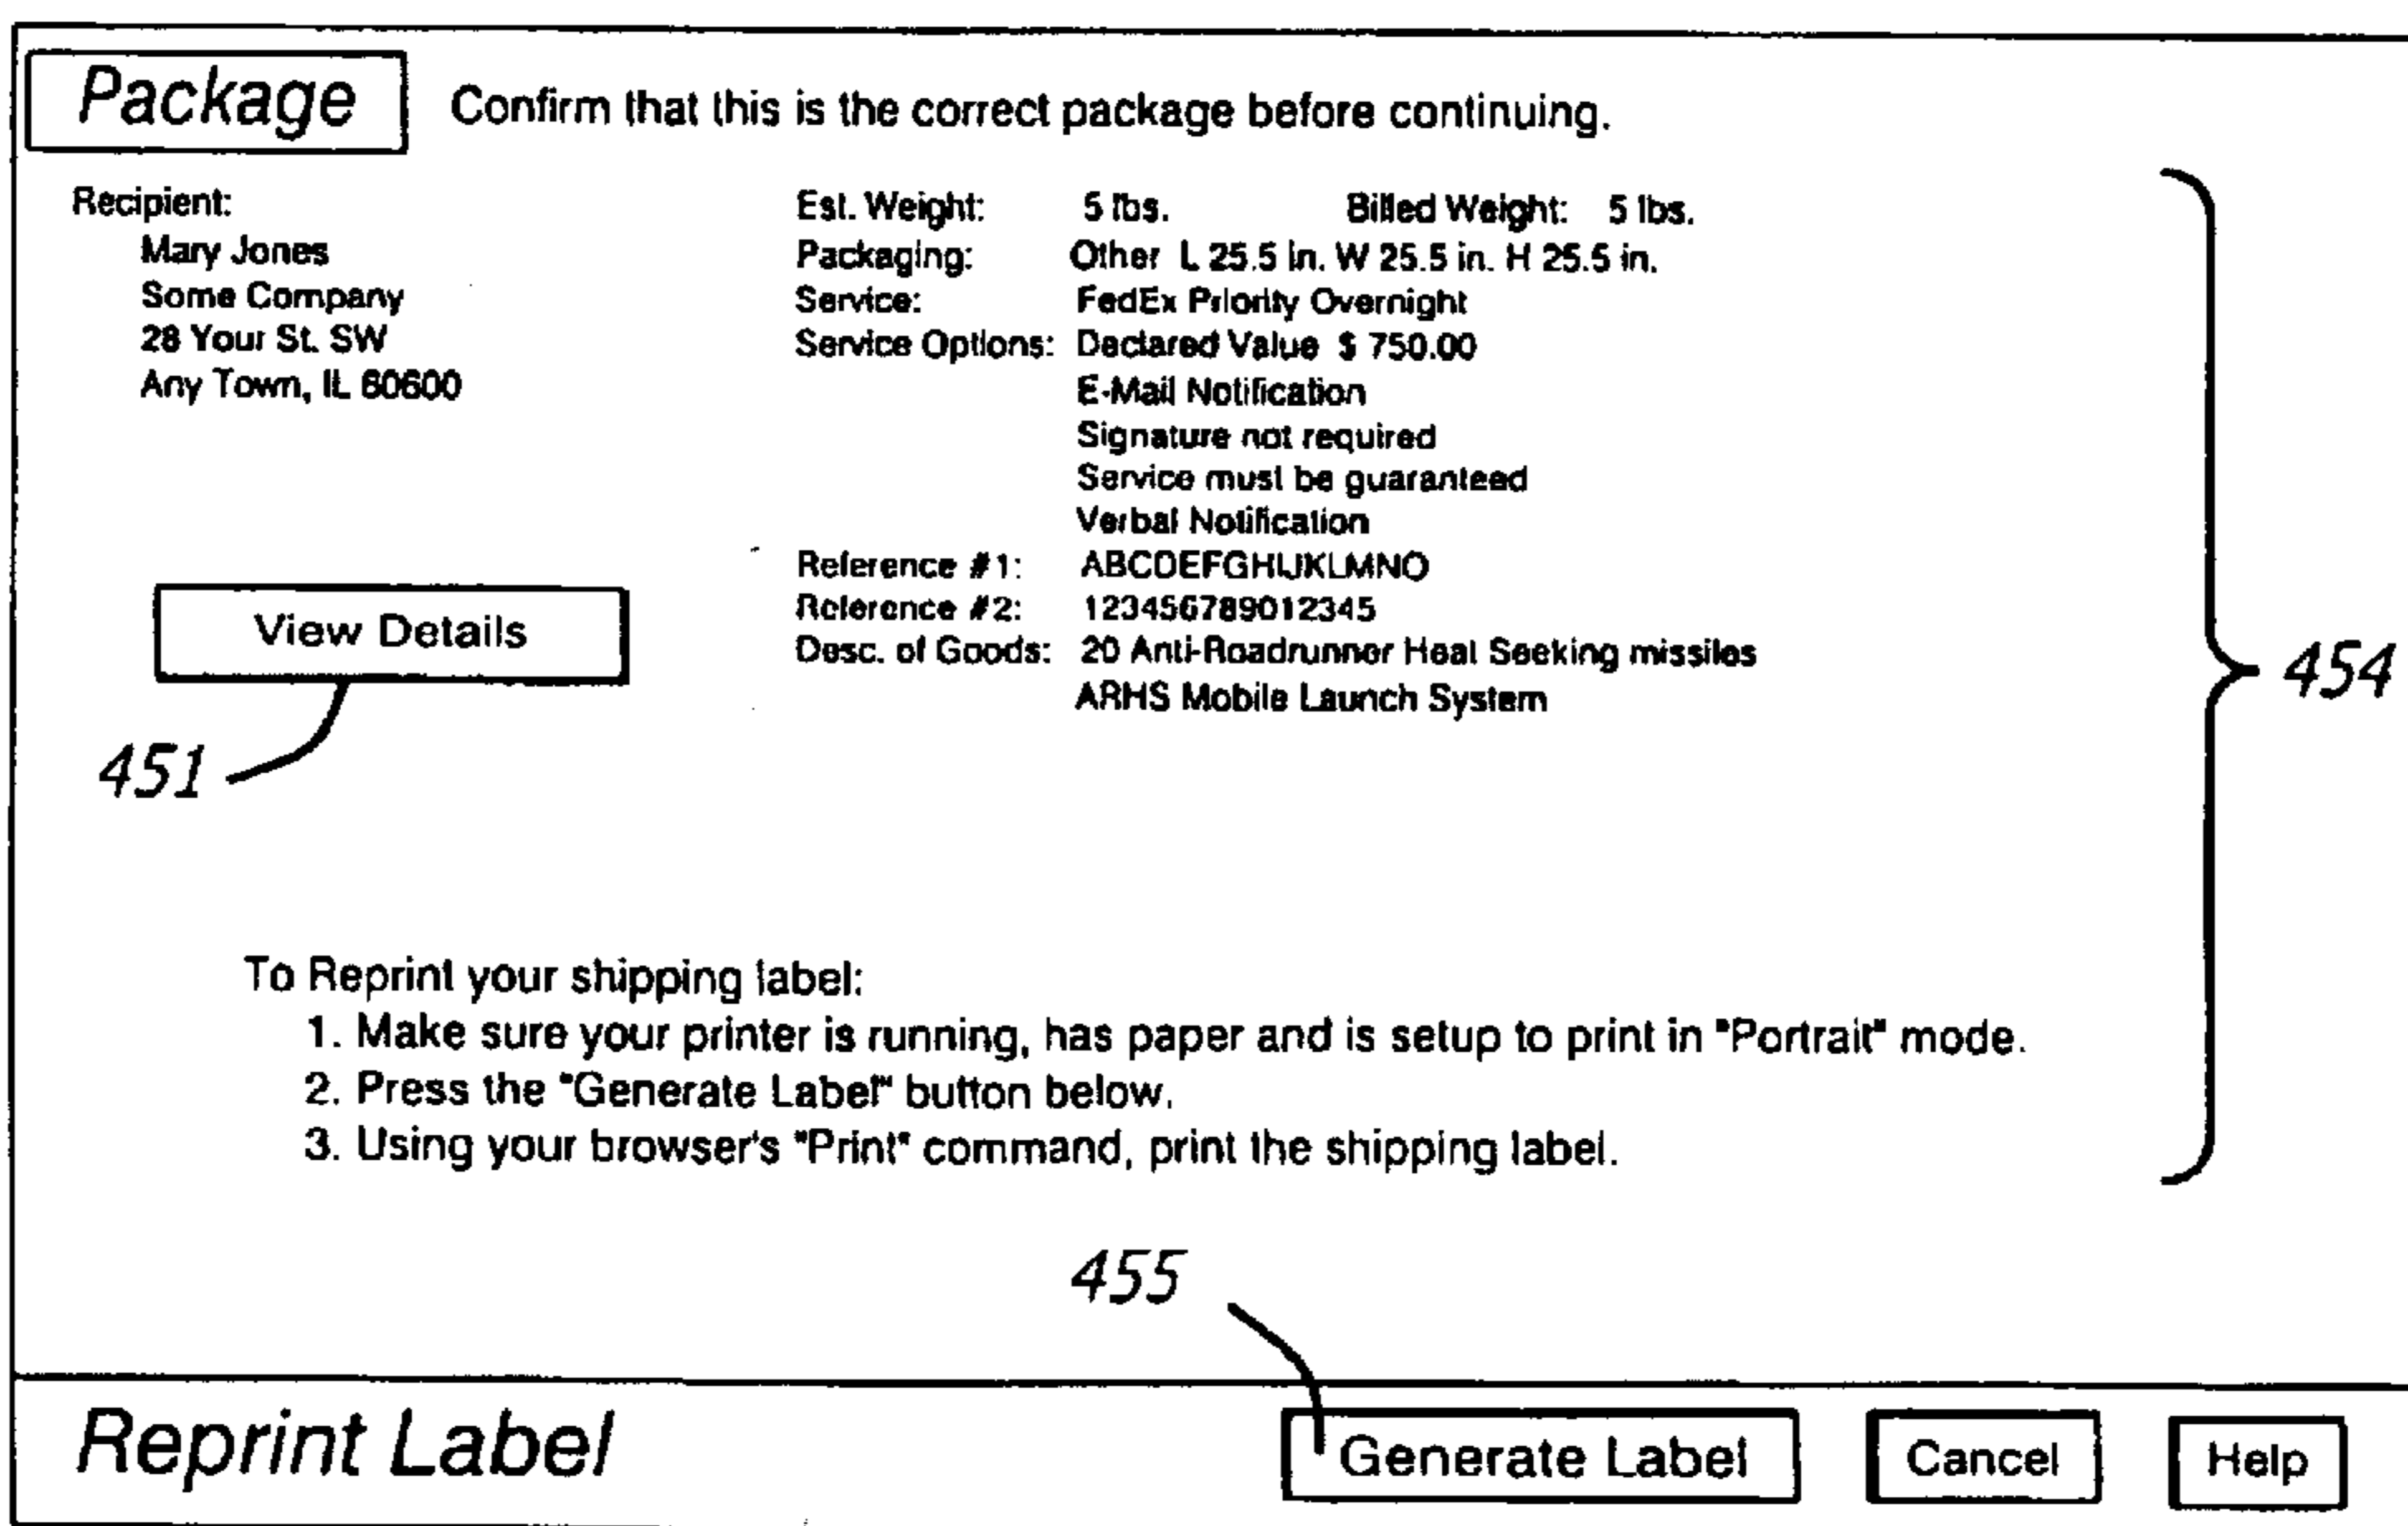 Package
Confirm that this is the correct package before continuing.
Recipient:
Mary Jones
Some Company
28 Your St. SW
Any Town, IL 60600
View Details
451
Est. Weight: 5 lbs. Billed Weight: 5 lbs.
Packaging: Other L 25.5 in. W 25.5 in. H 25.5 in.
Service: FedEx Priority Overnight
Service Options: Declared Value $ 750.00
E-Mail Notification
Signature not required
Service must be guaranteed
Verbal Notification
Reference #1: ABCDEFGHIJKLMNO
Reference #2: 123456789012345
Desc. of Goods: 20 Anti-Roadrunner Heat Seeking missiles
ARHS Mobile Launch System
454
To Reprint your shipping label:
1. Make sure your printer is running, has paper and is setup to print in "Portrait" mode.
2. Press the "Generate Label" button below.
3. Using your browser's "Print" command, print the shipping label.
455
Reprint Label
Generate Label
Cancel
Help